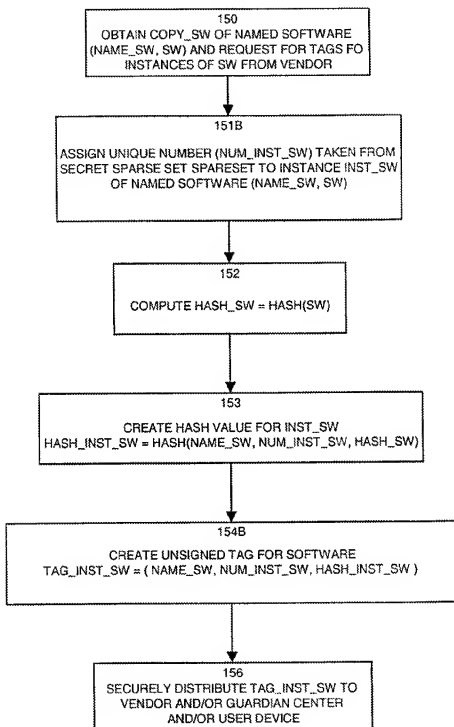 150
OBTAIN COPY_SW OF NAMED SOFTWARE
(NAME_SW, SW) AND REQUEST FOR TAGS FO
INSTANCES OF SW FROM VENDOR
151B
ASSIGN UNIQUE NUMBER (NUM_INST_SW) TAKEN FROM
SECRET SPARSE SET SPARESET TO INSTANCE INST_SW
OF NAMED SOFTWARE (NAME_SW, SW)
152
COMPUTE HASH_SW = HASH(SW)
153
CREATE HASH VALUE FOR INST_SW
HASH_INST_SW = HASH(NAME_SW, NUM_INST_SW, HASH_SW)
154B
CREATE UNSIGNED TAG FOR SOFTWARE
TAG_INST_SW = ( NAME_SW, NUM_INST_SW, HASH_INST_SW )
156
SECURELY DISTRIBUTE TAG_INST_SW TO
VENDOR AND/OR GUARDIAN CENTER
AND/OR USER DEVICE